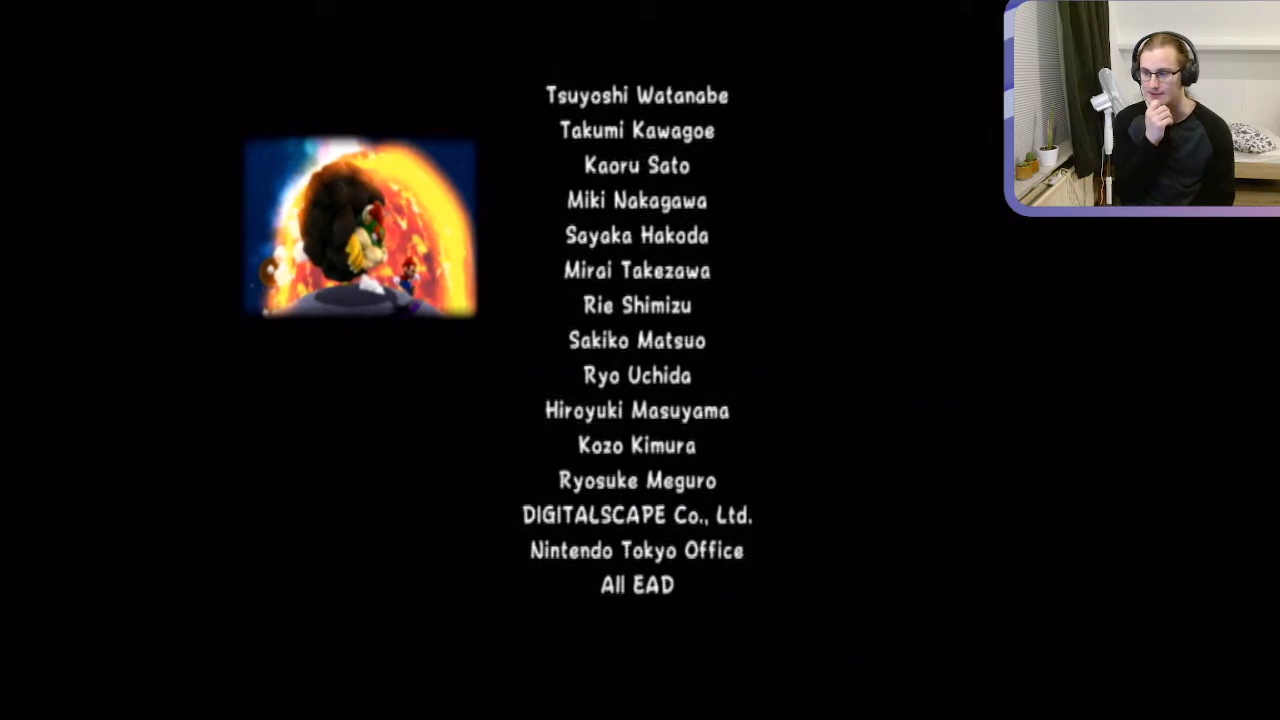 Tsuyoshi Watanabe
Takumi Kawagoe
Kaoru Sato
Miki Nakagawa
Sayaka Hakoda
Mirai Takezawa
Rie Shimizu
Sakiko Matsuo
Ryo Uchida
Hiroyuki Masuyama
Kozo Kimura
Ryosuke Meguro
DIGITALSCAPE Co., Ltd.
Nintendo Tokyo Office
All EAD